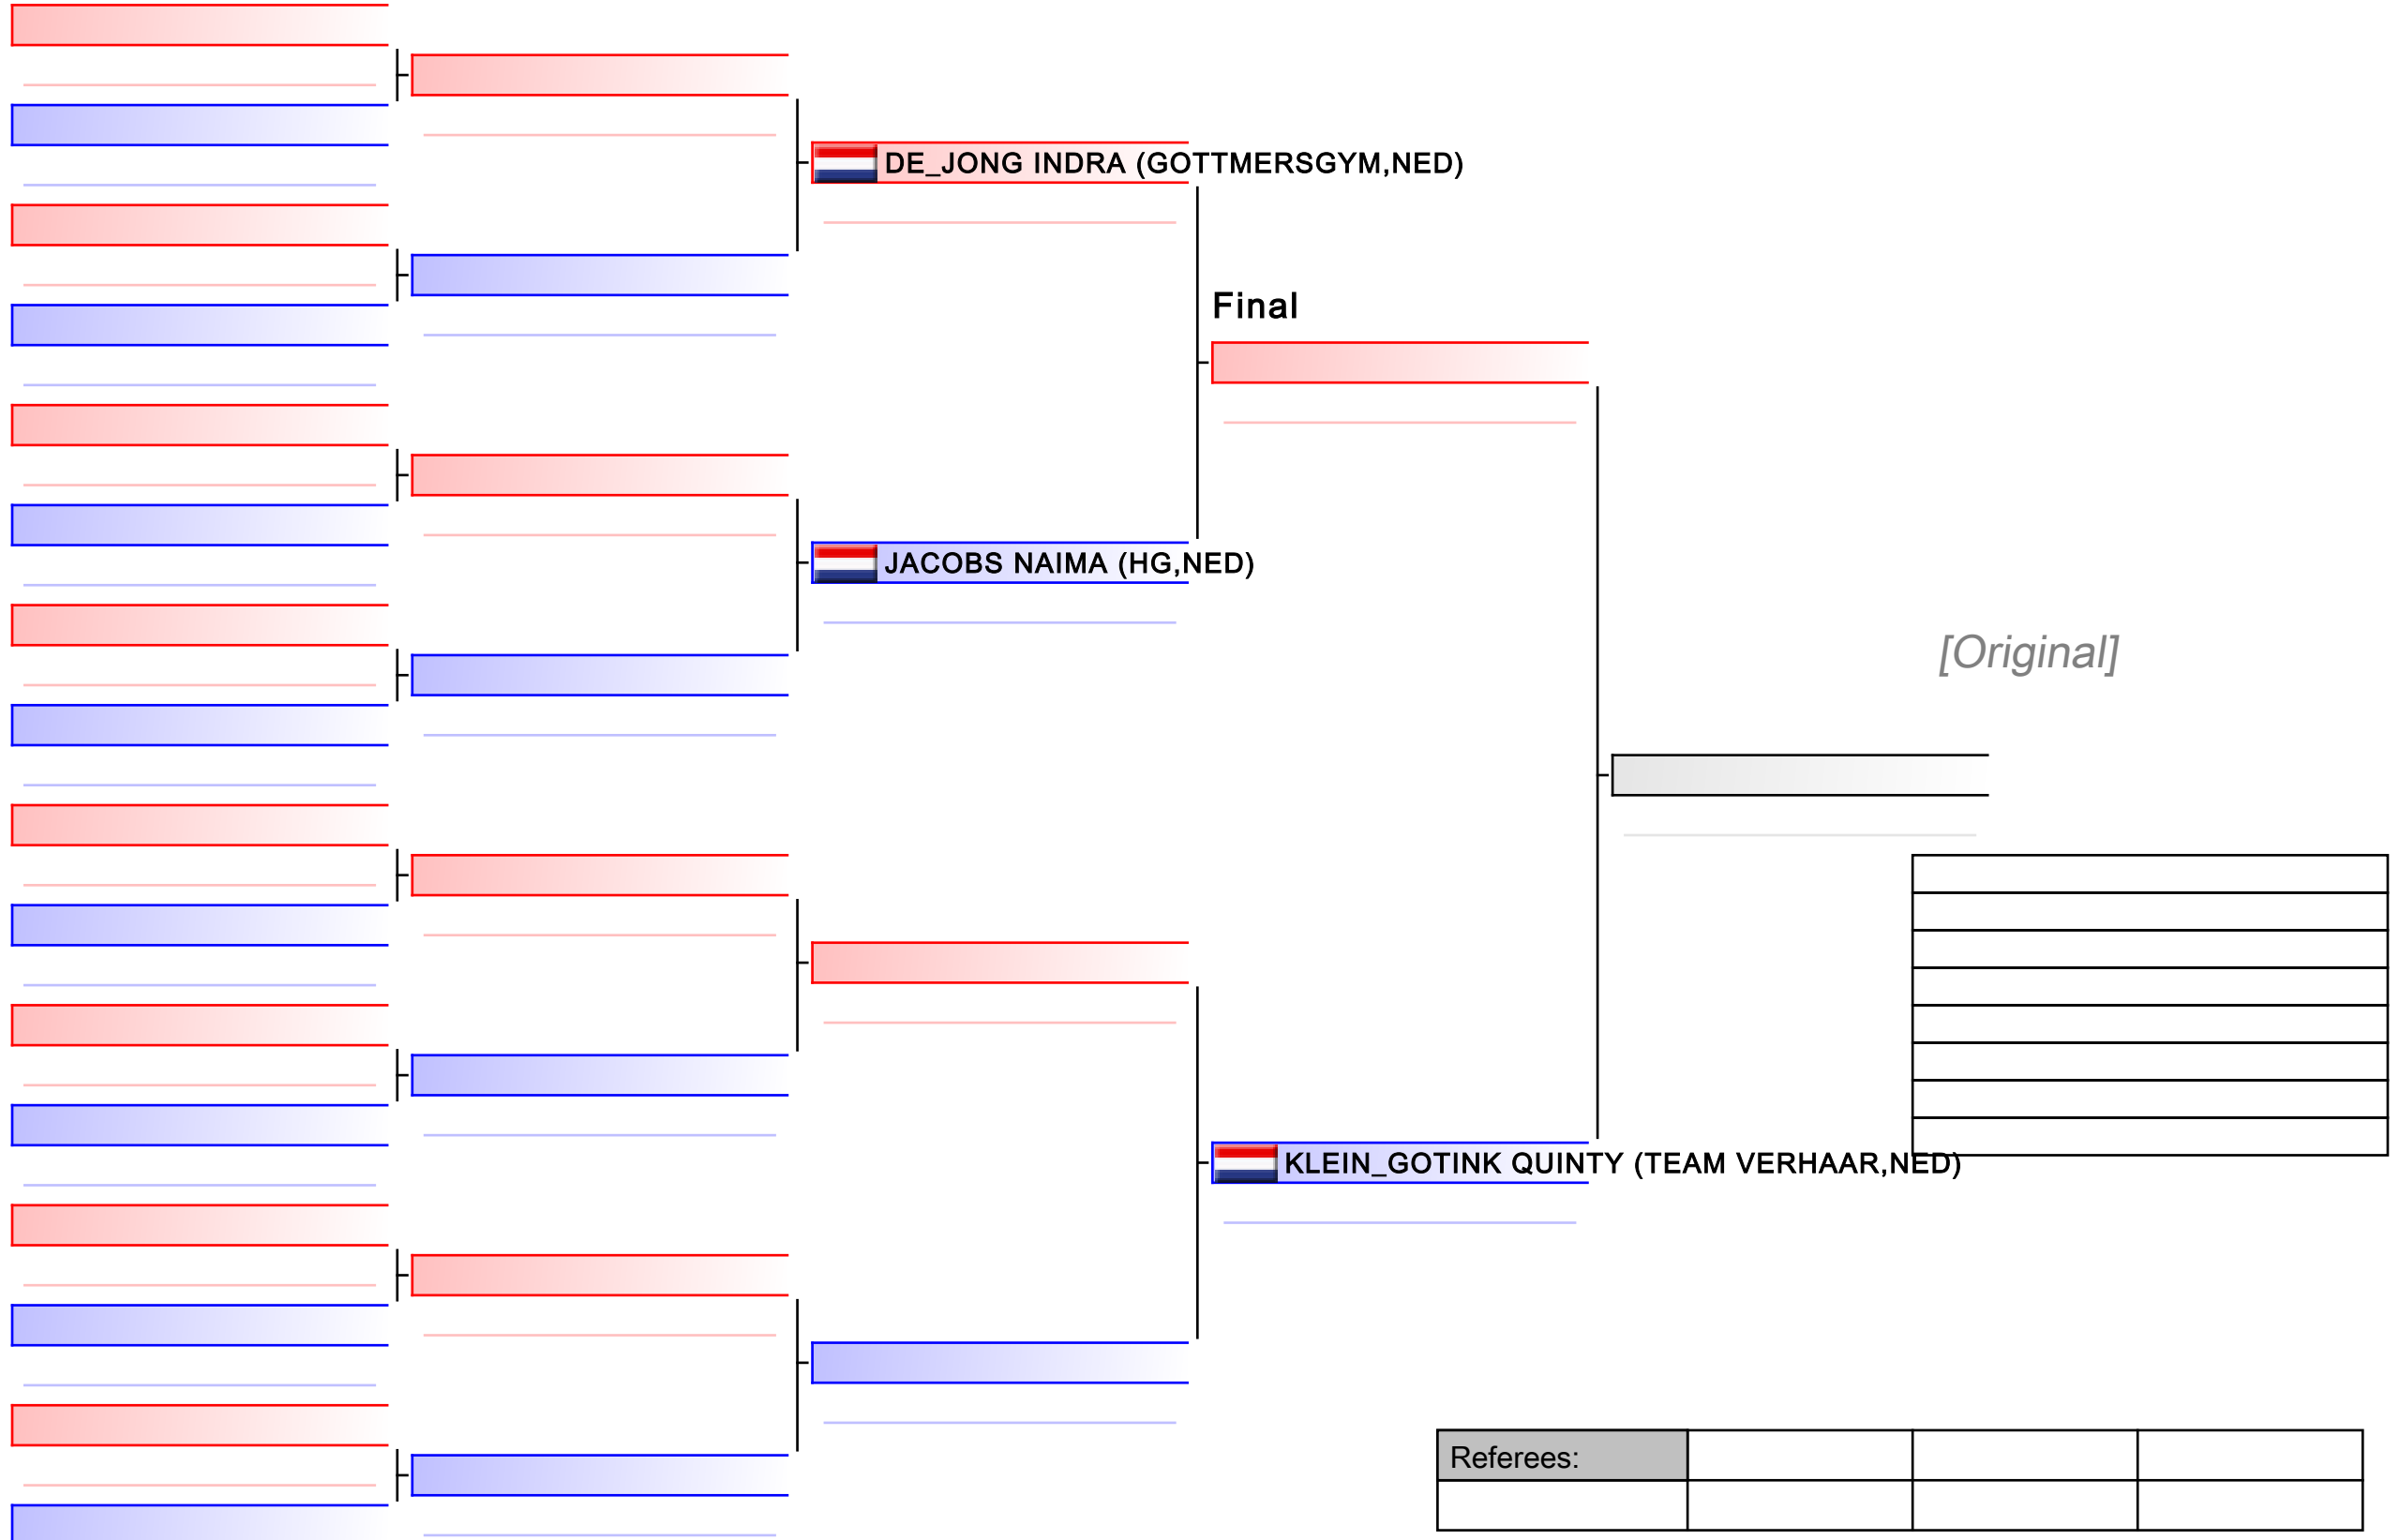 DE_JONG INDRA (GOTTMERSGYM,NED)
Final
JACOBS NAIMA (HG,NED)
[Original]
KLEIN_GOTINK QUINTY (TEAM VERHAAR,NED)
Referees: